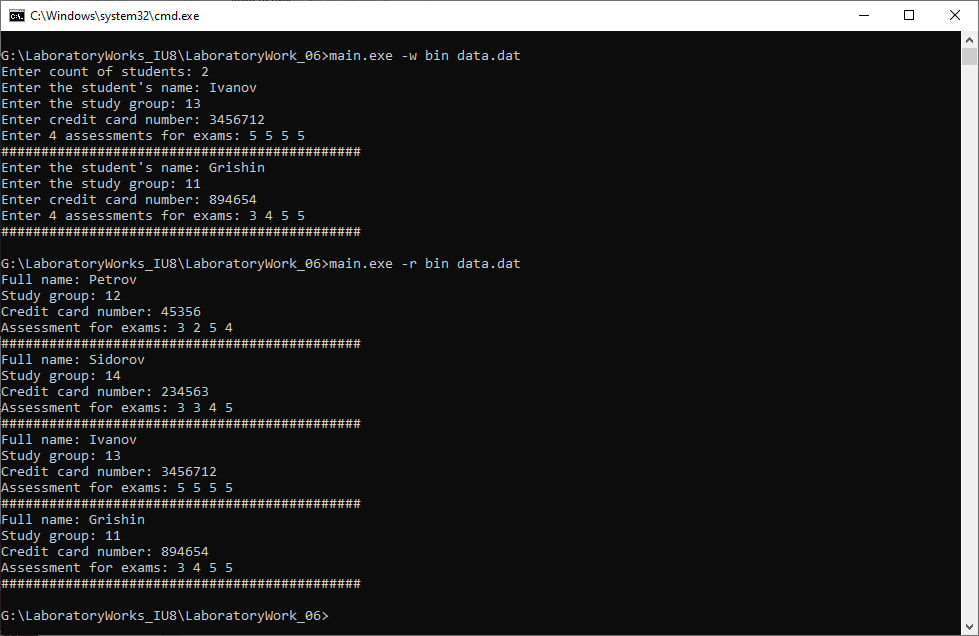 C:\Windows\system32\cmd.exe
G:\LaboratoryWorks_IU8\LaboratoryWork_06>main.exe -w bin data.dat
Enter count of students: 2
Enter the student's name: Ivanov
Enter the study group: 13
Enter credit card number: 3456712
Enter 4 assessments for exams: 5 5 5 5
#############################################
Enter the student's name: Grishin
Enter the study group: 11
Enter credit card number: 894654
Enter 4 assessments for exams: 3 4 5 5
#############################################
G:\LaboratoryWorks_IU8\LaboratoryWork_06>main.exe -r bin data.dat
Full name: Petrov
Study group: 12
Credit card number: 45356
Assessment for exams: 3 2 5 4
#############################################
Full name: Sidorov
Study group: 14
Credit card number: 234563
Assessment for exams: 3 3 4 5
#############################################
Full name: Ivanov
Study group: 13
Credit card number: 3456712
Assessment for exams: 5 5 5 5
#############################################
Full name: Grishin
Study group: 11
Credit card number: 894654
Assessment for exams: 3 4 5 5
#############################################
G:\LaboratoryWorks_IU8\LaboratoryWork_06>